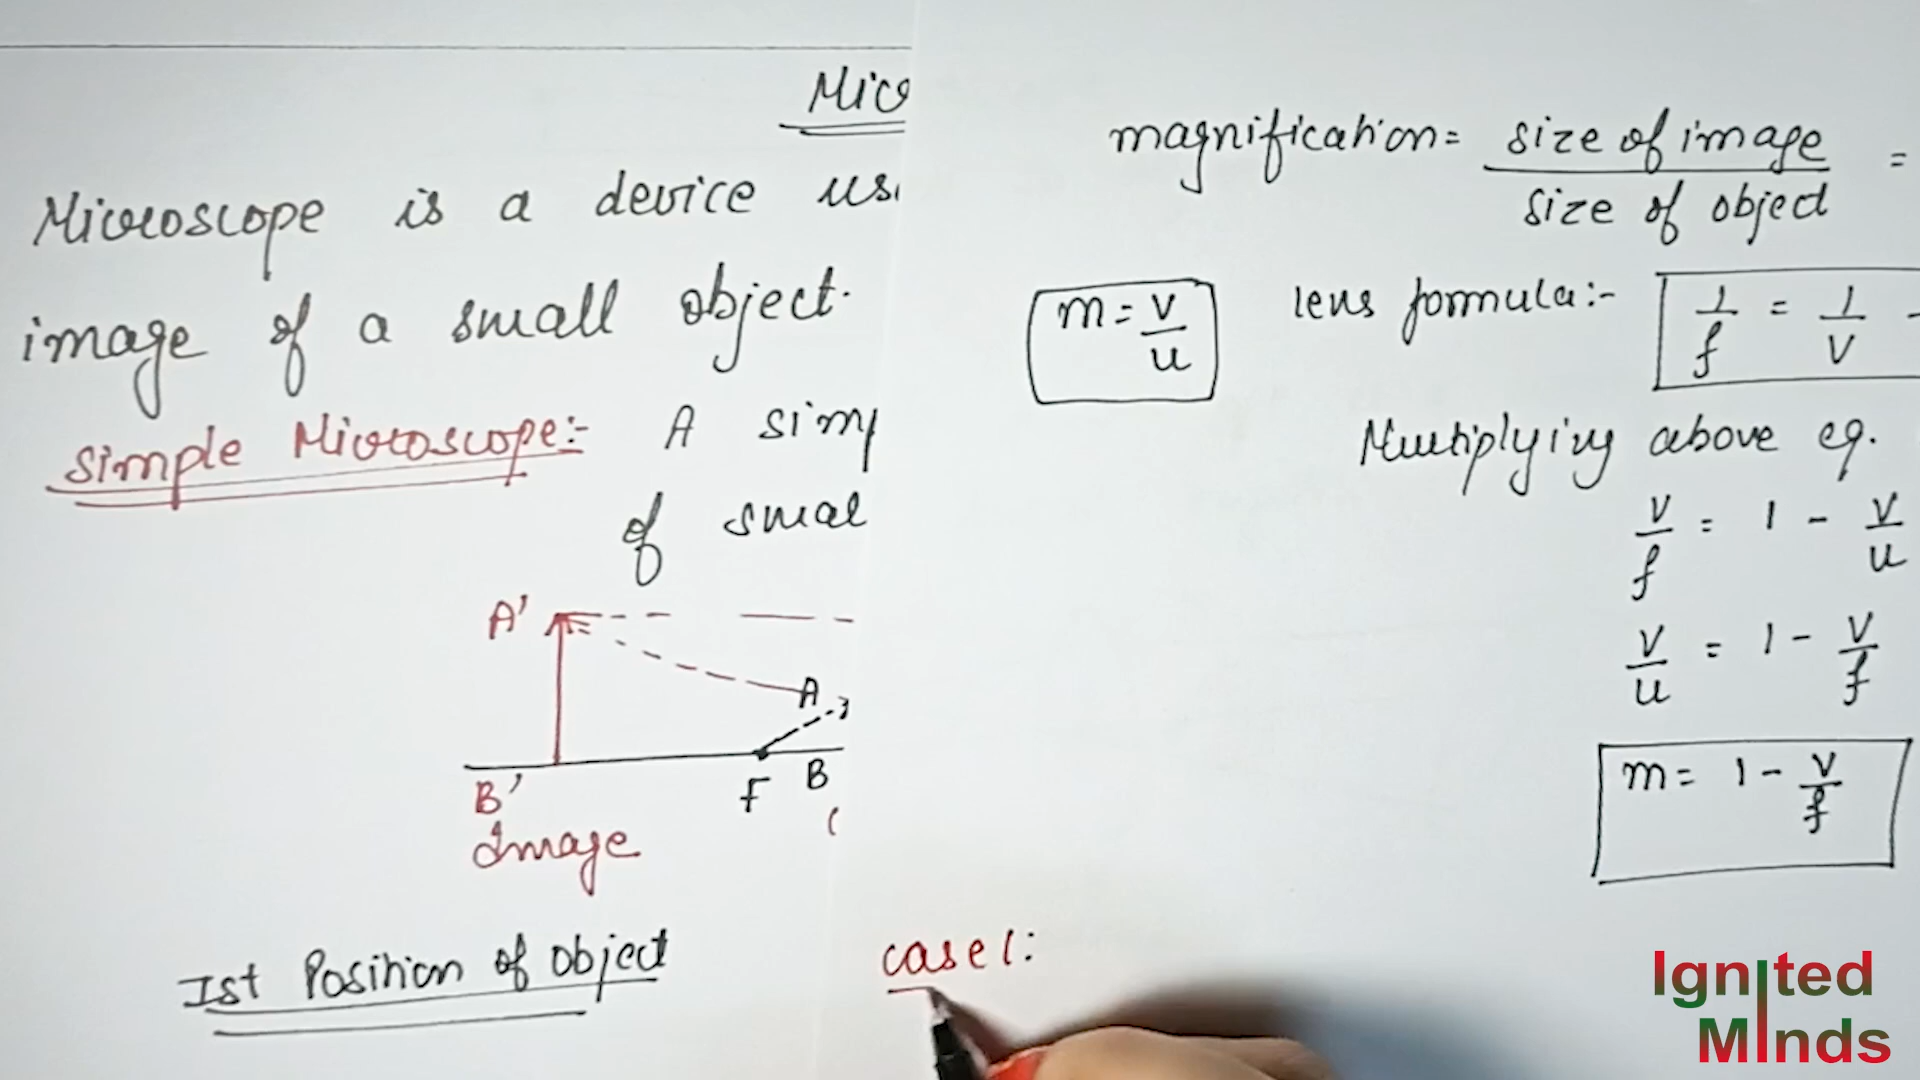 Micro
Microscope is a device us
image of a small object.
Simple Microscope:- A simp
of smal
A'
A
B'
F
B
Image
Ist Position of object
magnification = size of image / size of object =
m = v/u
lens formula:- 1/f = 1/v -
Multiplying above eq.
v/f = 1 - v/u
v/u = 1 - v/f
m = 1 - v/f
case 1:
Ignited
Minds